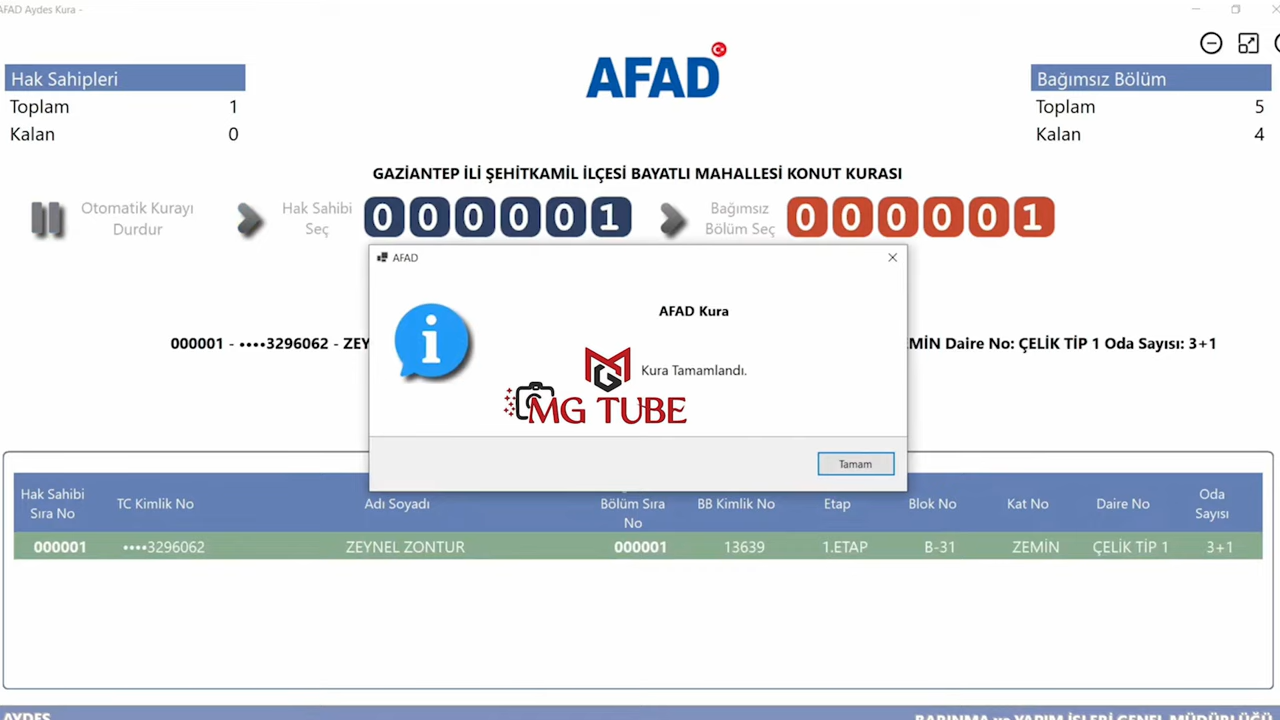 AFAD Aydes Kura -
AFAD
Hak Sahipleri
Toplam 1
Kalan 0
Bağımsız Bölüm
Toplam 5
Kalan 4
GAZİANTEP İLİ ŞEHİTKAMİL İLÇESİ BAYATLI MAHALLESİ KONUT KURASI
Otomatik Kurayı
Durdur
Hak Sahibi
Seç
000001
Bağımsız
Bölüm Seç
000001
AFAD
AFAD Kura
Kura Tamamlandı.
MG TUBE
Tamam
000001 - ••••3296062 - ZEY
MİN Daire No: ÇELİK TİP 1 Oda Sayısı: 3+1
Hak Sahibi
Sıra No
TC Kimlik No
Adı Soyadı
Bölüm Sıra
No
BB Kimlik No
Etap
Blok No
Kat No
Daire No
Oda
Sayısı
000001 ••••3296062 ZEYNEL ZONTUR 000001 13639 1.ETAP B-31 ZEMİN ÇELİK TİP 1 3+1
AYDES
BARINMA ve YAPIM İŞLERİ GENEL MÜDÜRLÜĞÜ